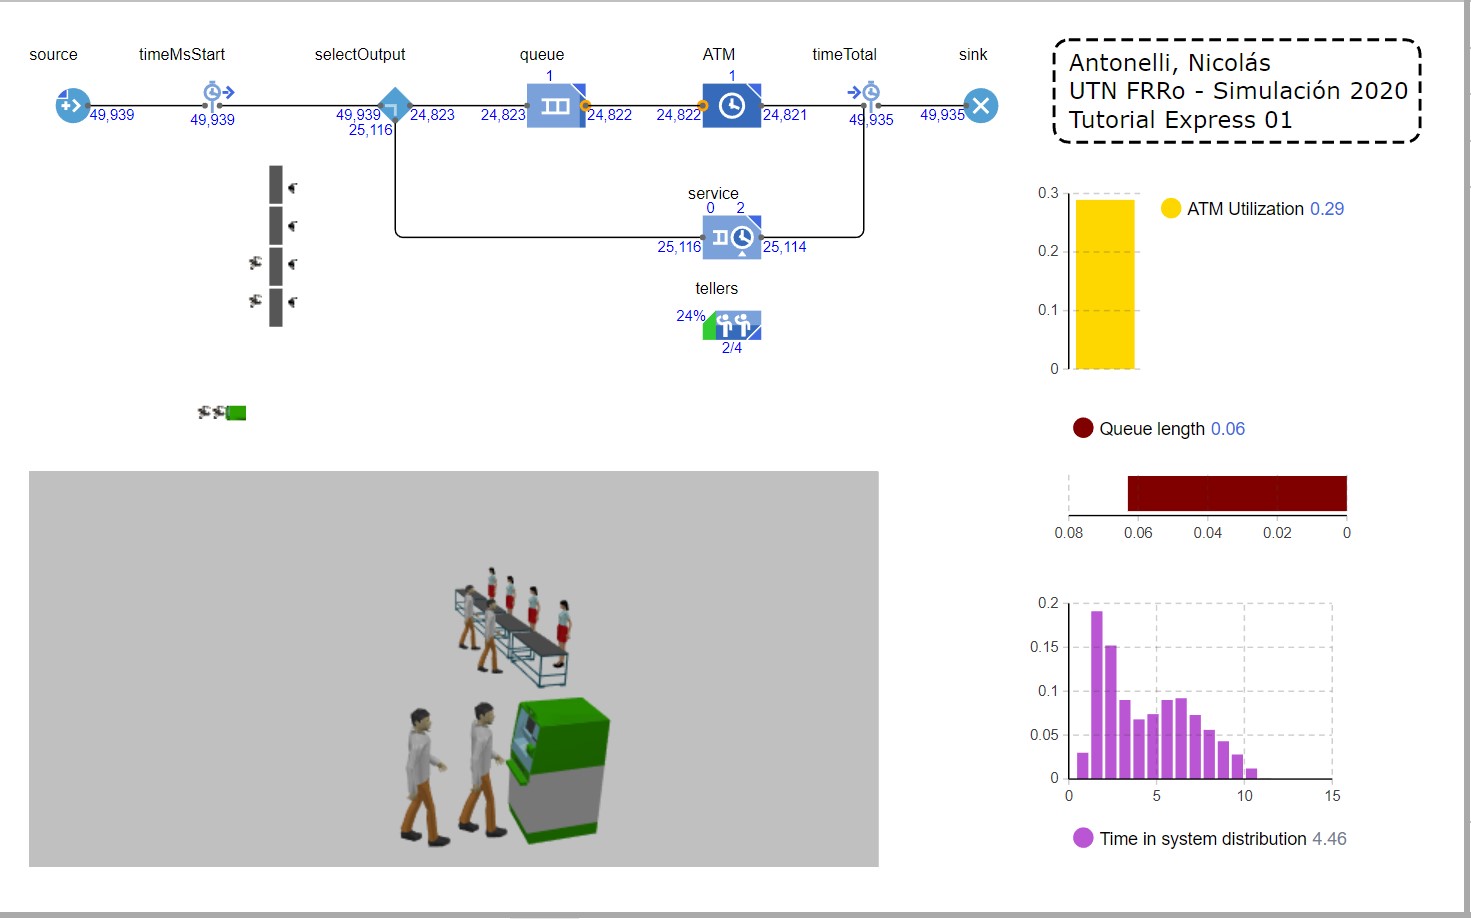 source
timeMsStart
selectOutput
queue
ATM
timeTotal
sink
1
1
49,939
49,939
49,939
24,823
24,823
24,822
24,822
24,821
49,935
49,935
25,116
service
0 2
25,116
25,114
tellers
24%
2/4
Antonelli, Nicolás
UTN FRRo - Simulación 2020
Tutorial Express 01
0.3
0.2
0.1
0
ATM Utilization 0.29
Queue length 0.06
0.08 0.06 0.04 0.02 0
0.2
0.15
0.1
0.05
0
0 5 10 15
Time in system distribution 4.46